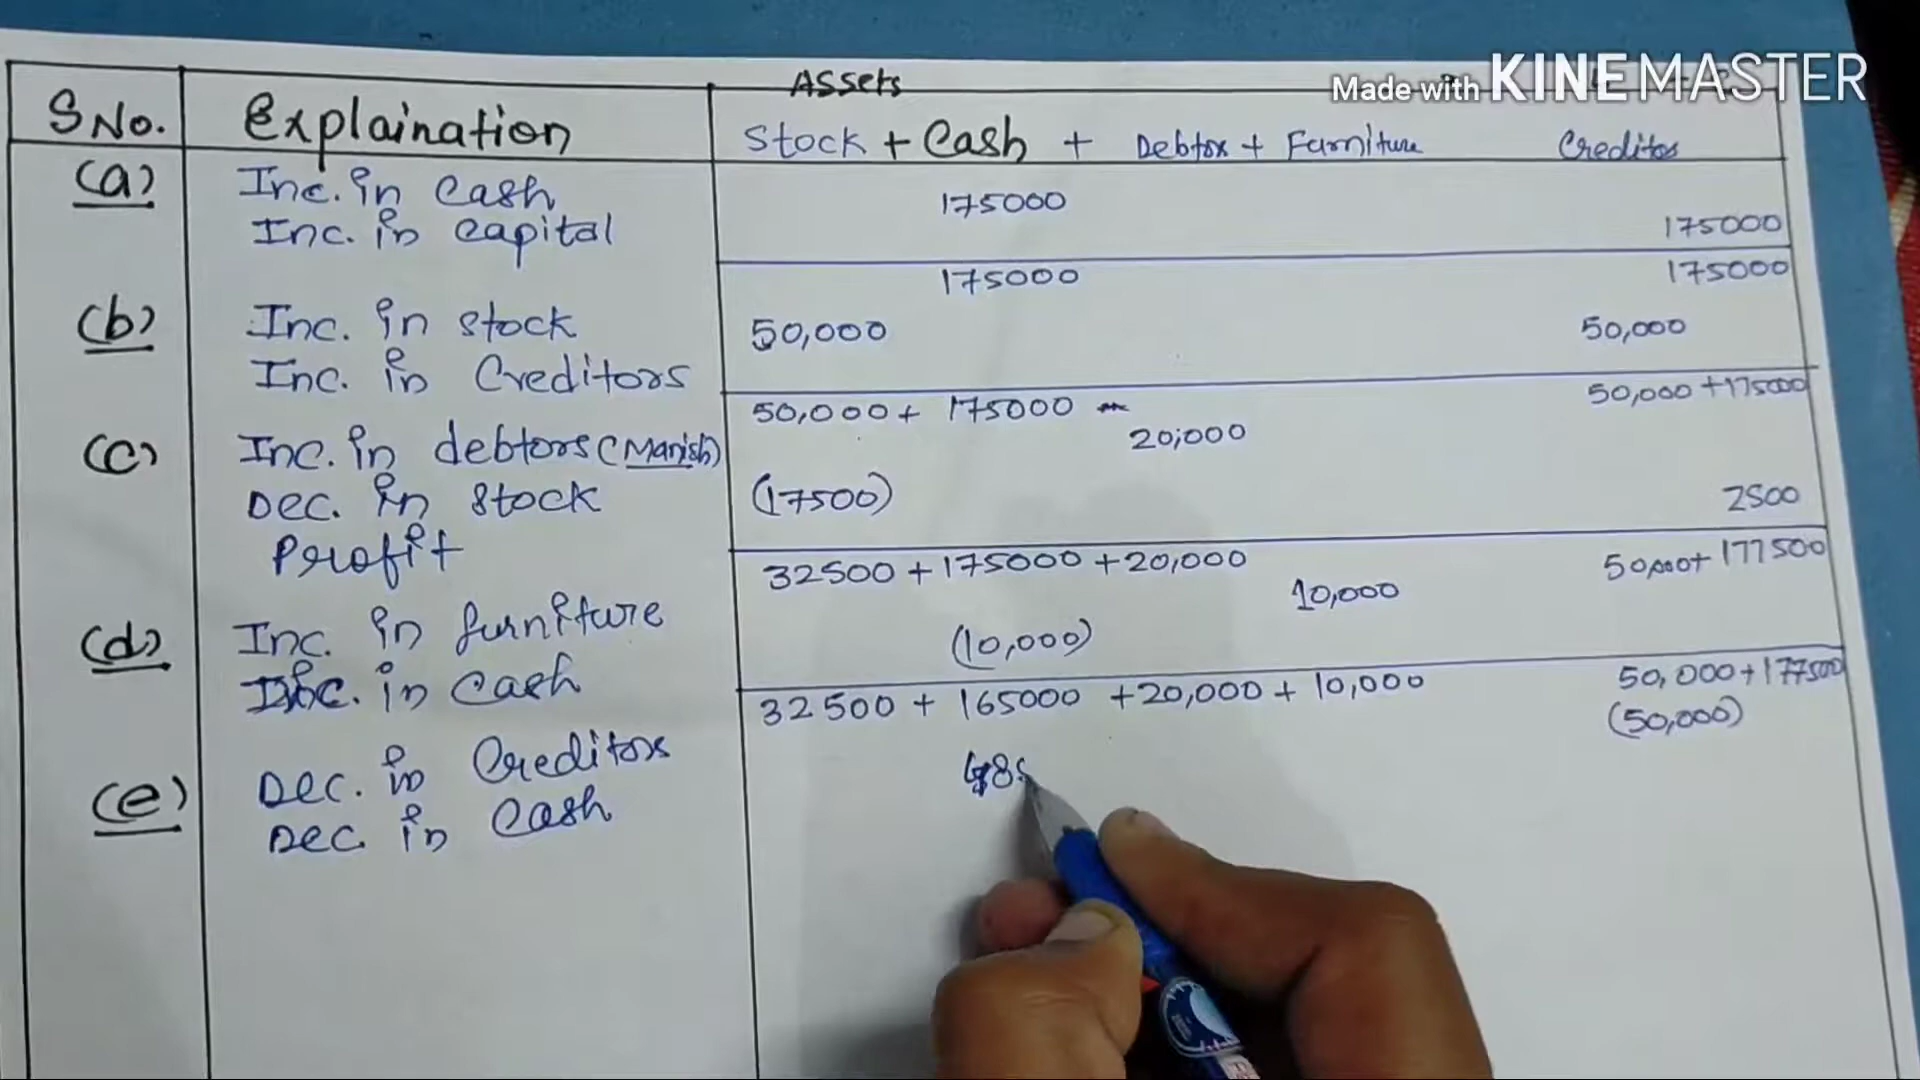 Made with KINEMASTER
Assets
S No. Explaination Stock + Cash + Debtox + Furniture Creditos
(a) Inc. in Cash 175000
Inc. in capital 175000
175000 175000
(b) Inc. in stock 50,000 50,000
Inc. in Creditors
50,000 + 175000 50,000 +175000
(c) Inc. in debtors (Manish) 20,000
Dec. in Stock (17500) 2500
Profit
32500 + 175000 + 20,000 50,000+ 177500
(d) Inc. in furniture 10,000
Dec. in Cash (10,000)
32500 + 165000 +20,000 + 10,000 50,000+177500
(e) Dec. in Creditors (50,000)
Dec. in Cash